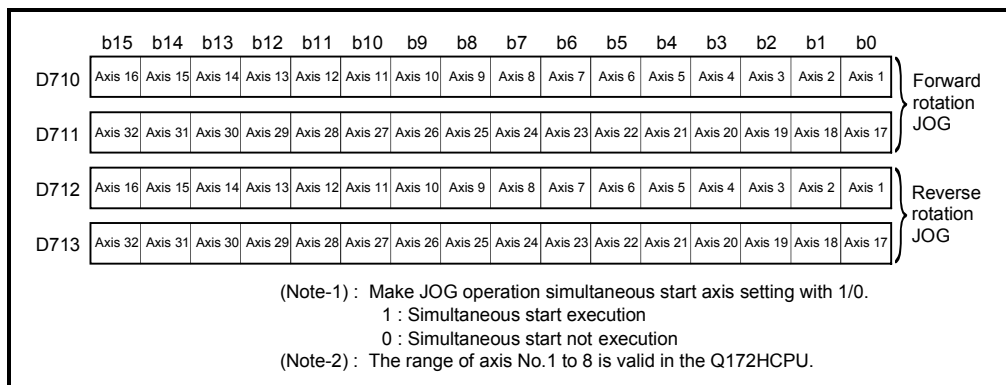 b15 b14 b13 b12 b11 b10 b9 b8 b7 b6 b5 b4 b3 b2 b1 b0
D710 Axis 16 Axis 15 Axis 14 Axis 13 Axis 12 Axis 11 Axis 10 Axis 9 Axis 8 Axis 7 Axis 6 Axis 5 Axis 4 Axis 3 Axis 2 Axis 1
D711 Axis 32 Axis 31 Axis 30 Axis 29 Axis 28 Axis 27 Axis 26 Axis 25 Axis 24 Axis 23 Axis 22 Axis 21 Axis 20 Axis 19 Axis 18 Axis 17
Forward
rotation
JOG
D712 Axis 16 Axis 15 Axis 14 Axis 13 Axis 12 Axis 11 Axis 10 Axis 9 Axis 8 Axis 7 Axis 6 Axis 5 Axis 4 Axis 3 Axis 2 Axis 1
D713 Axis 32 Axis 31 Axis 30 Axis 29 Axis 28 Axis 27 Axis 26 Axis 25 Axis 24 Axis 23 Axis 22 Axis 21 Axis 20 Axis 19 Axis 18 Axis 17
Reverse
rotation
JOG
(Note-1) : Make JOG operation simultaneous start axis setting with 1/0.
1 : Simultaneous start execution
0 : Simultaneous start not execution
(Note-2) : The range of axis No.1 to 8 is valid in the Q172HCPU.